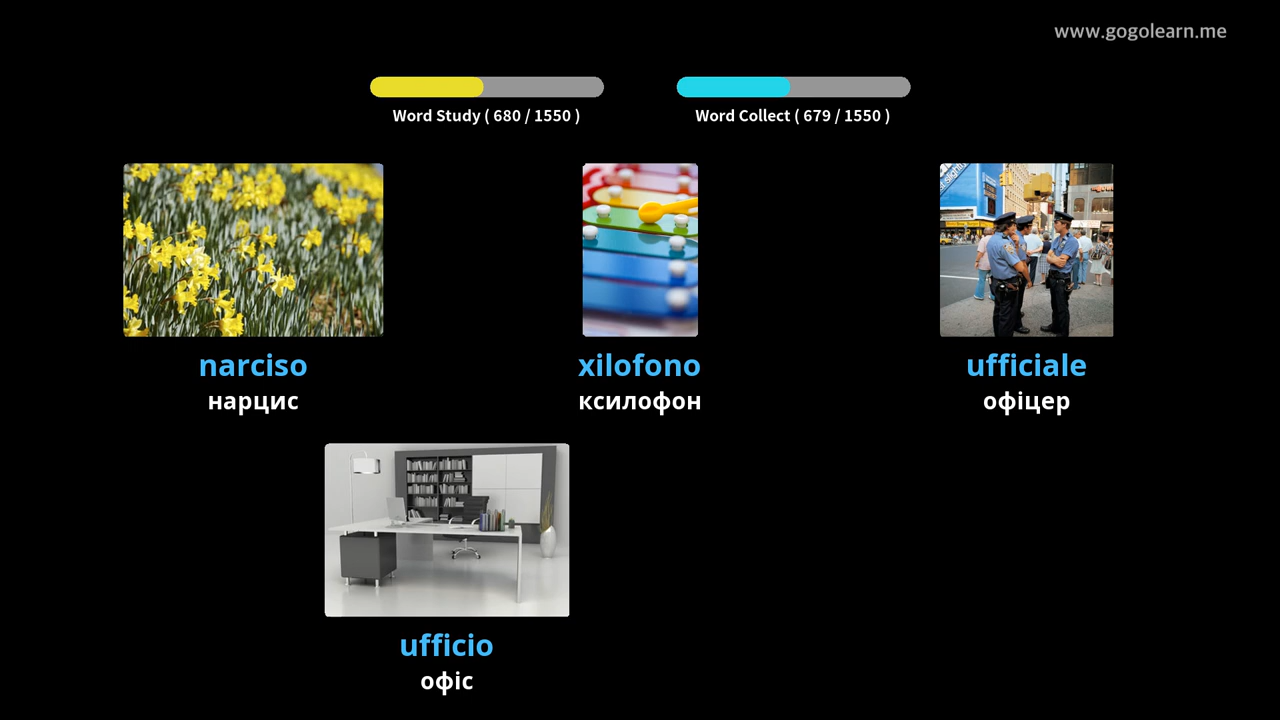 www.gogolearn.me
Word Study ( 680 / 1550 )
Word Collect ( 679 / 1550 )
narciso
нарцис
xilofono
ксилофон
ufficiale
офіцер
ufficio
офіс